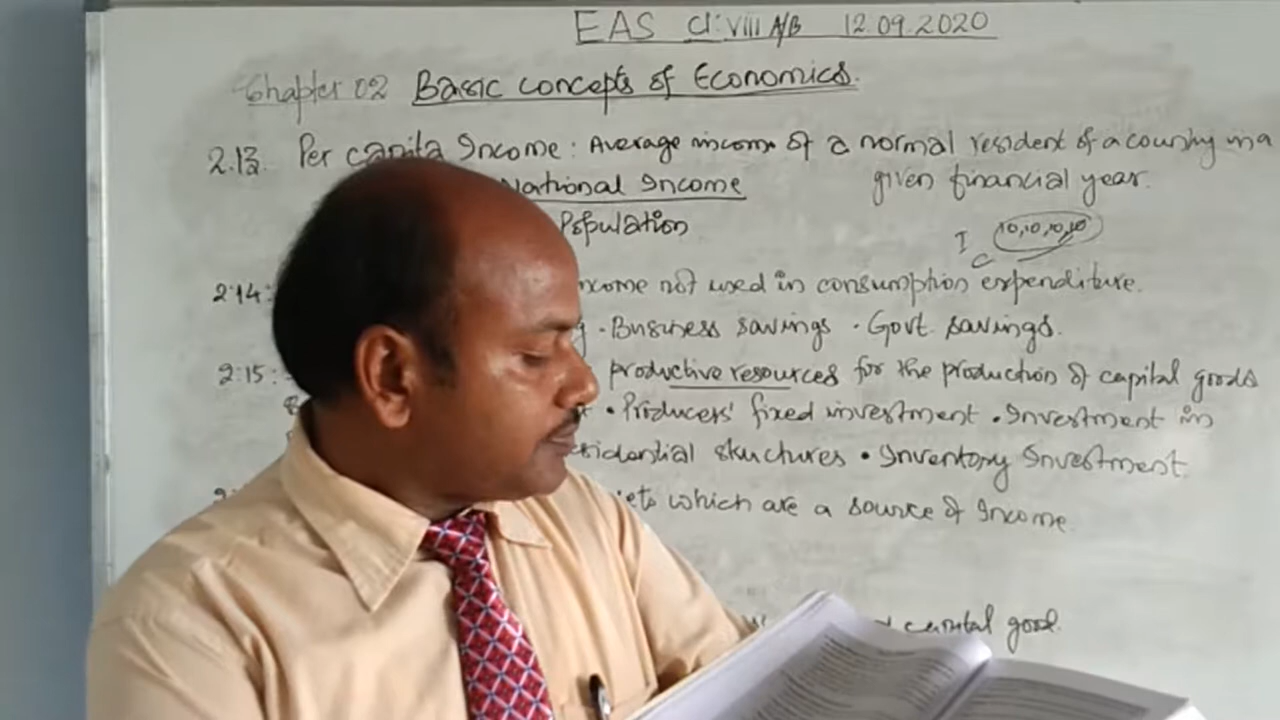 EAS Cl: VIII A/B 12.09.2020
Chapter 02 Basic concepts of Economics.
2.13. Per capita Income: Average income of a normal resident of a country in a
National Income given financial year.
Population
I 10,10,10,10
C
2.14: income not used in consumption expenditure.
· Business savings · Govt. savings.
2.15: productive resources for the production of capital goods
· Producers' fixed investment · Investment in
residential structures · Inventory Investment
which are a source of Income.
capital good.